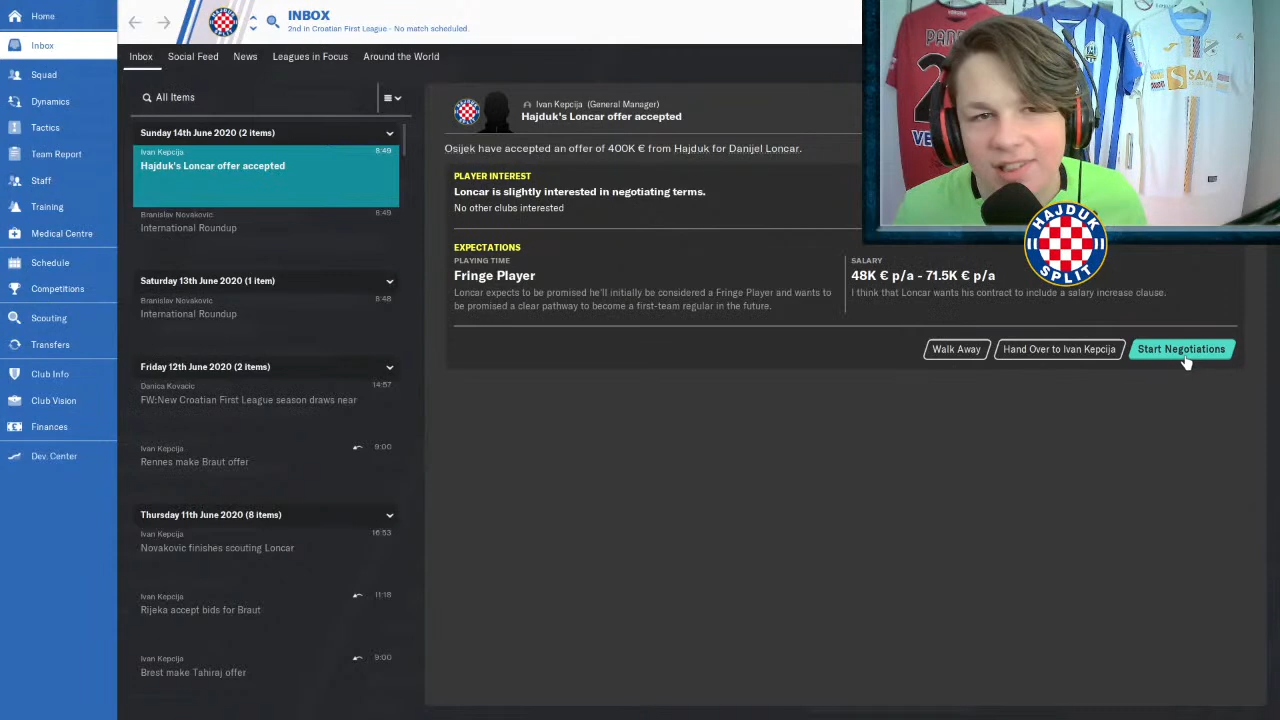 Home
Inbox
Squad
Dynamics
Tactics
Team Report
Staff
Training
Medical Centre
Schedule
Competitions
Scouting
Transfers
Club Info
Club Vision
Finances
Dev. Center
INBOX
2nd in Croatian First League - No match scheduled.
Inbox
Social Feed
News
Leagues in Focus
Around the World
All Items
Sunday 14th June 2020 (2 items)
Ivan Kepcija 8:49
Hajduk's Loncar offer accepted
Branislav Novakovic 8:49
International Roundup
Saturday 13th June 2020 (1 item)
Branislav Novakovic 8:48
International Roundup
Friday 12th June 2020 (2 items)
Danica Kovacic 14:57
FW:New Croatian First League season draws near
Ivan Kepcija 9:00
Rennes make Braut offer
Thursday 11th June 2020 (8 items)
Ivan Kepcija 16:53
Novakovic finishes scouting Loncar
Ivan Kepcija 11:18
Rijeka accept bids for Braut
Ivan Kepcija 9:00
Brest make Tahiraj offer
Ivan Kepcija (General Manager)
Hajduk's Loncar offer accepted
Osijek have accepted an offer of 400K € from Hajduk for Danijel Loncar.
PLAYER INTEREST
Loncar is slightly interested in negotiating terms.
No other clubs interested
EXPECTATIONS
PLAYING TIME
Fringe Player
Loncar expects to be promised he'll initially be considered a Fringe Player and wants to
be promised a clear pathway to become a first-team regular in the future.
SALARY
48K € p/a - 71.5K € p/a
I think that Loncar wants his contract to include a salary increase clause.
Walk Away
Hand Over to Ivan Kepcija
Start Negotiations
HAJDUK
SPLIT